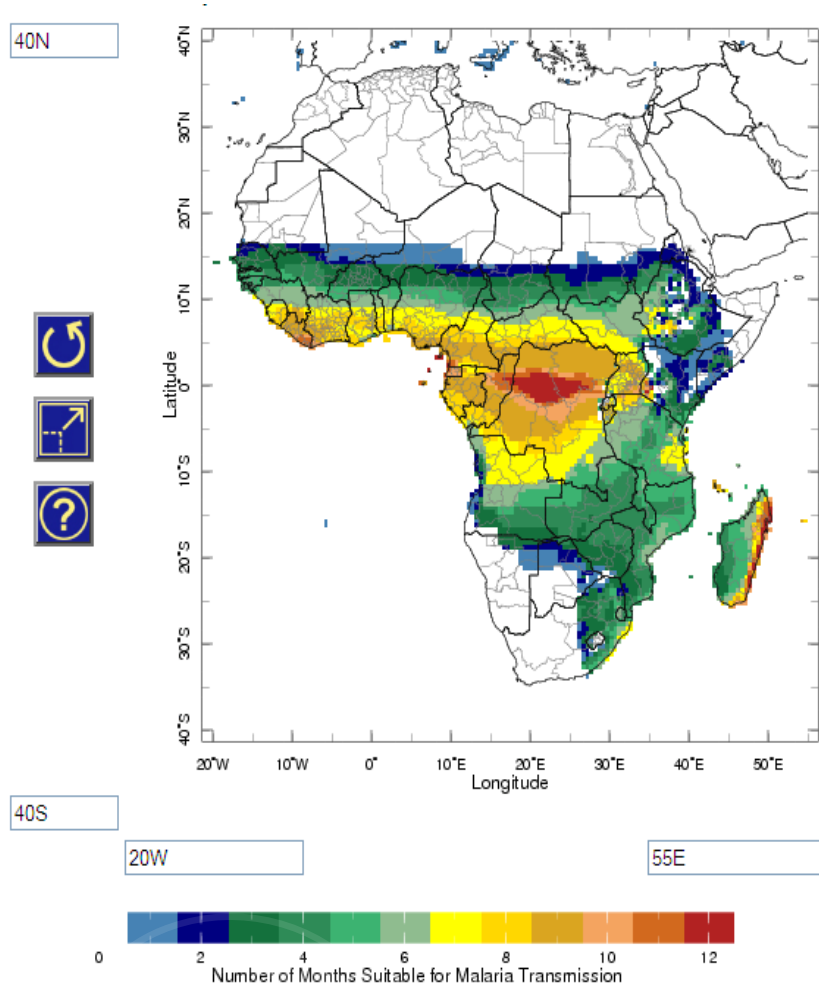 40N
40°N
30°N
20°N
10°N
0°
10°S
20°S
30°S
40°S
Latitude
?
20°W
10°W
0°
10°E
20°E
30°E
40°E
50°E
Longitude
40S
20W
55E
0
2
4
6
8
10
12
Number of Months Suitable for Malaria Transmission